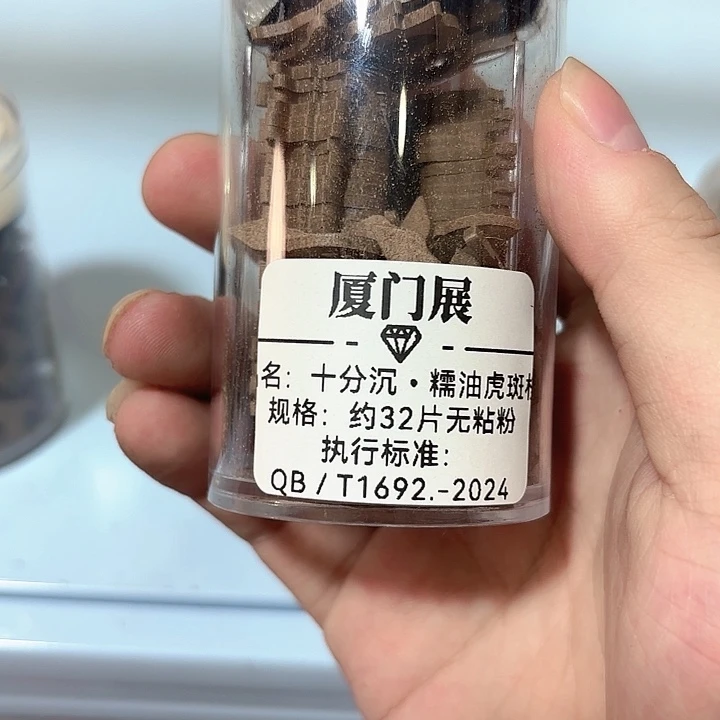 厦门展
名：十分沉·糯油虎斑
规格：约32片无粘粉
执行标准：
QB/T1692.-2024